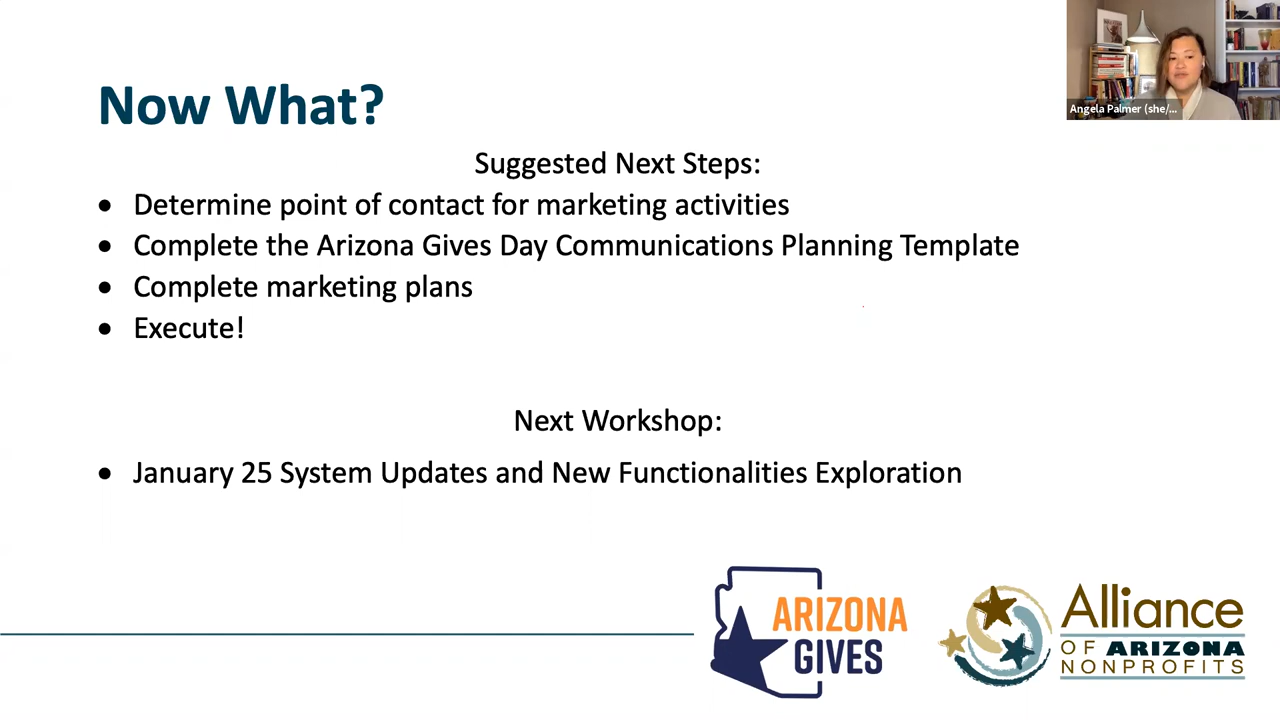 Now What?
Angela Palmer (she/...
Suggested Next Steps:
• Determine point of contact for marketing activities
• Complete the Arizona Gives Day Communications Planning Template
• Complete marketing plans
• Execute!
Next Workshop:
• January 25 System Updates and New Functionalities Exploration
ARIZONA
GIVES
Alliance
OF ARIZONA
NONPROFITS